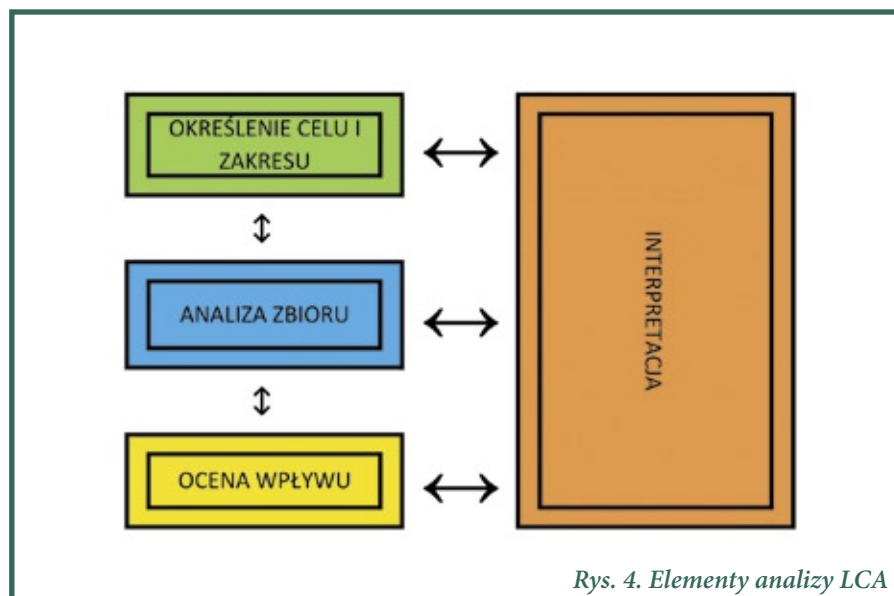 OKREŚLENIE CELU I
ZAKRESU
ANALIZA ZBIORU
OCENA WPŁYWU
INTERPRETACJA
Rys. 4. Elementy analizy LCA